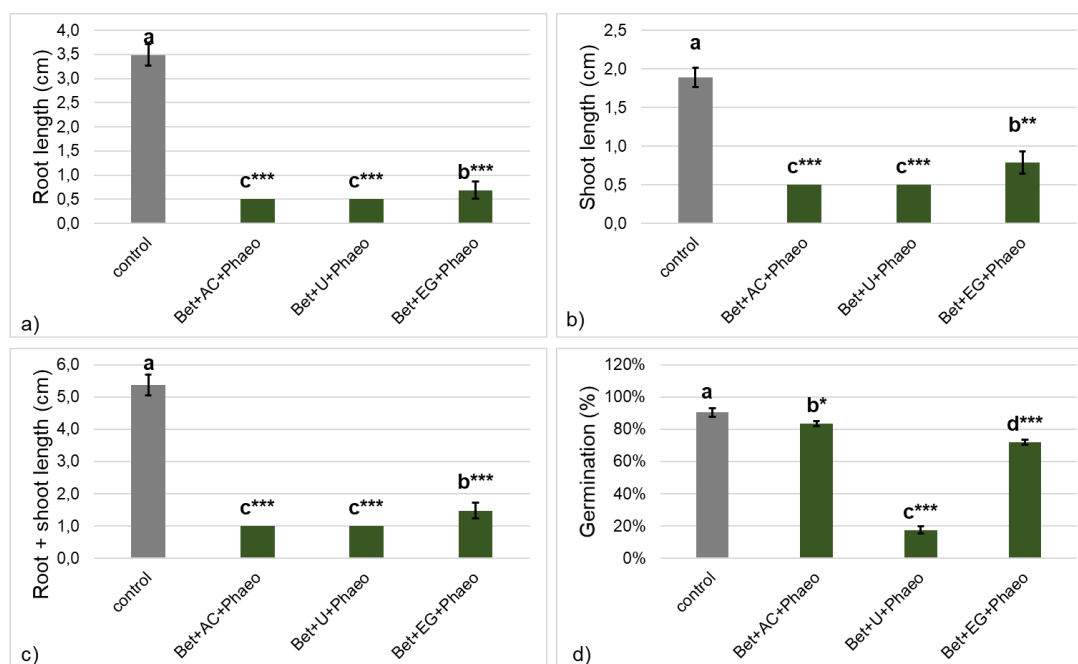 Root length (cm)
4,0
3,5
3,0
2,5
2,0
1,5
1,0
0,5
0,0
a
c***
c***
b***
control
Bet+AC+Phaeo
Bet+U+Phaeo
Bet+EG+Phaeo
a)
Shoot length (cm)
2,5
2,0
1,5
1,0
0,5
0,0
a
c***
c***
b**
control
Bet+AC+Phaeo
Bet+U+Phaeo
Bet+EG+Phaeo
b)
Root + shoot length (cm)
6,0
5,0
4,0
3,0
2,0
1,0
0,0
a
c***
c***
b***
control
Bet+AC+Phaeo
Bet+U+Phaeo
Bet+EG+Phaeo
c)
Germination (%)
120%
100%
80%
60%
40%
20%
0%
a
b*
c***
d***
control
Bet+AC+Phaeo
Bet+U+Phaeo
Bet+EG+Phaeo
d)